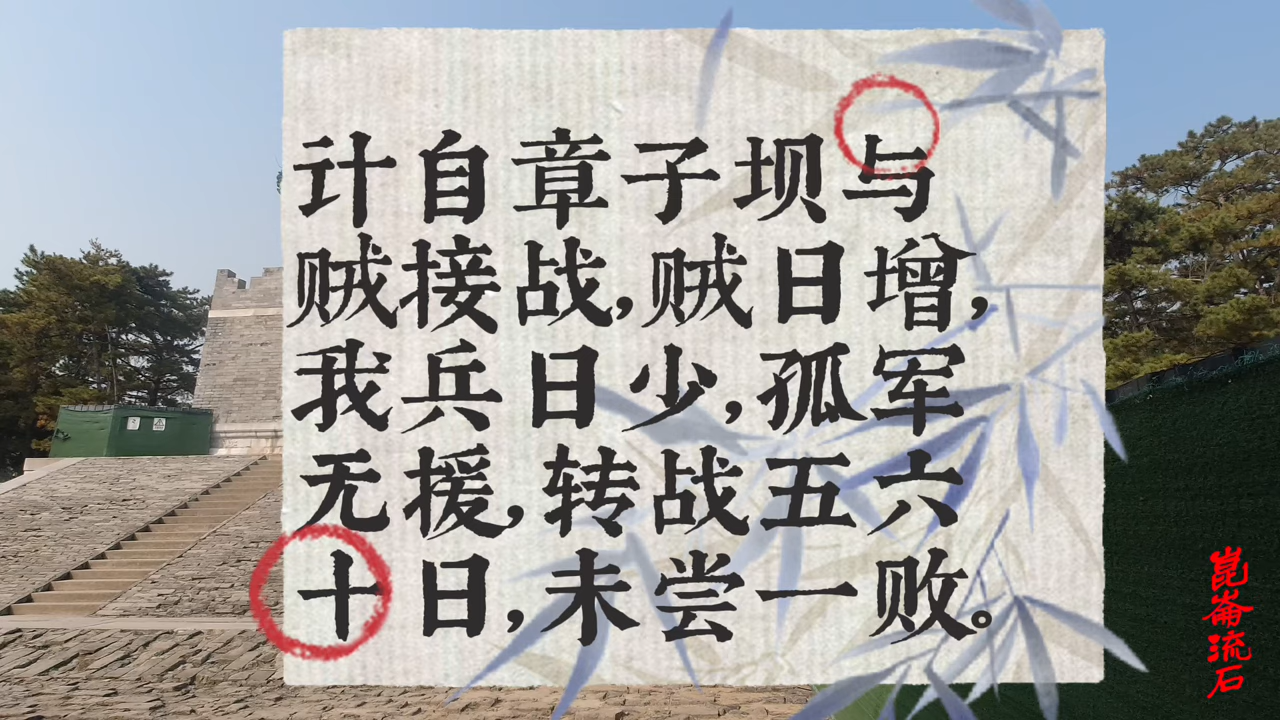 计自章子坝与
贼接战,贼日增,
我兵日少,孤军
无援,转战五六
十日,未尝一败。
崑崙流石